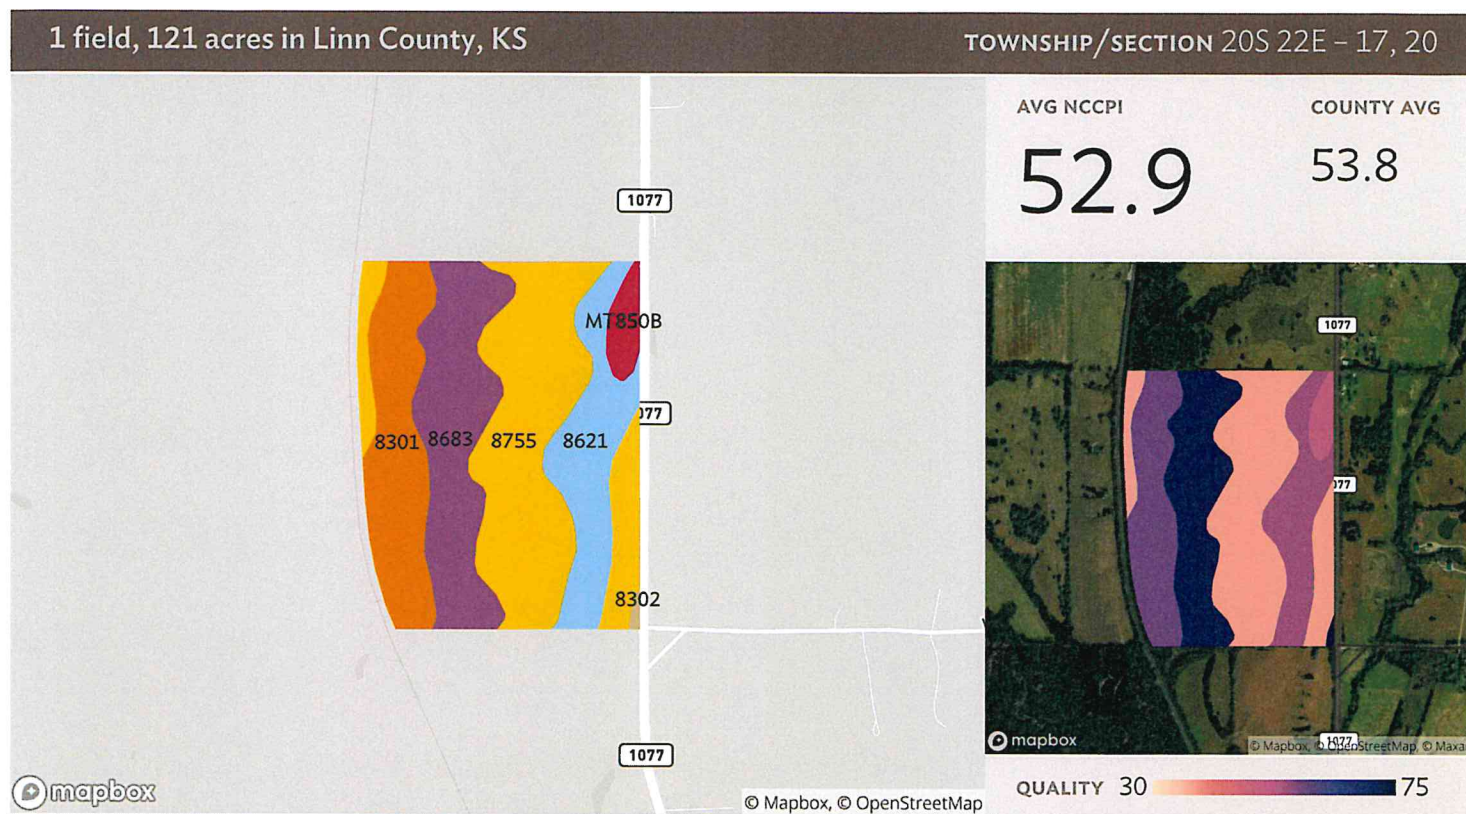 1 field, 121 acres in Linn County, KS
TOWNSHIP/SECTION 20S 22E – 17, 20
AVG NCCPI
COUNTY AVG
52.9
53.8
1077
MT850B
077
8301
8683
8755
8621
8302
1077
mapbox
© Mapbox, © OpenStreetMap
1077
077
1077
mapbox
© Mapbox, © OpenStreetMap, © Maxa
QUALITY 30
75